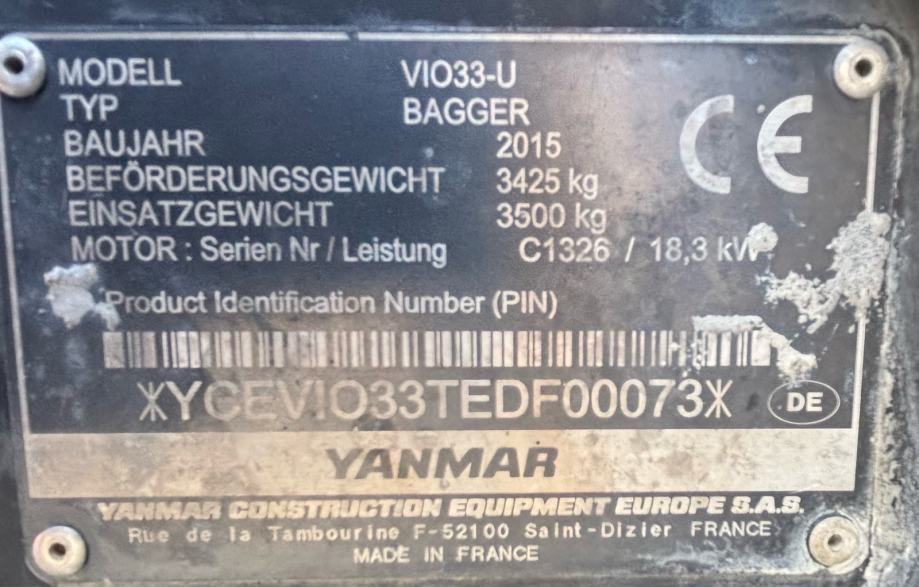 MODELL VIO33-U
TYP BAGGER
BAUJAHR 2015
BEFÖRDERUNGSGEWICHT 3425 kg
EINSATZGEWICHT 3500 kg
MOTOR : Serien Nr / Leistung C1326 / 18,3 kW
CE
Product Identification Number (PIN)
*YCEVIO33TEDF00073*
DE
YANMAR
YANMAR CONSTRUCTION EQUIPMENT EUROPE S.A.S.
Rue de la Tambourine F-52100 Saint-Dizier FRANCE
MADE IN FRANCE